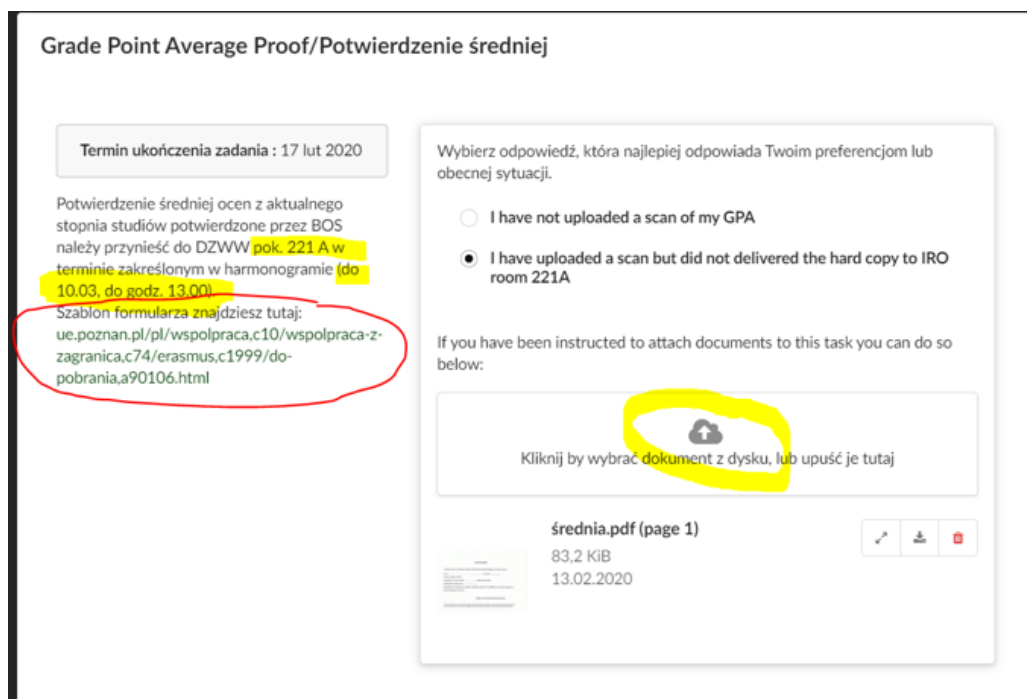 Grade Point Average Proof/Potwierdzenie średniej
Termin ukończenia zadania : 17 lut 2020
Potwierdzenie średniej ocen z aktualnego
stopnia studiów potwierdzone przez BOS
należy przynieść do DZWW pok. 221 A w
terminie zakreślonym w harmonogramie (do
10.03, do godz. 13.00)
Szablon formularza znajdziesz tutaj:
ue.poznan.pl/pl/wspolpraca,c10/wspolpraca-z-
zagranica,c74/erasmus,c1999/do-
pobrania,a90106.html
Wybierz odpowiedź, która najlepiej odpowiada Twoim preferencjom lub
obecnej sytuacji.
I have not uploaded a scan of my GPA
I have uploaded a scan but did not delivered the hard copy to IRO
room 221A
If you have been instructed to attach documents to this task you can do so
below:
Kliknij by wybrać dokument z dysku, lub upuść je tutaj
średnia.pdf (page 1)
83,2 KiB
13.02.2020